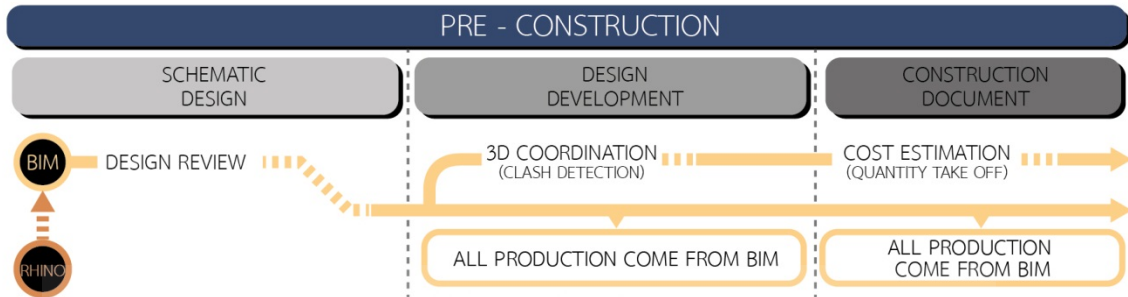 PRE - CONSTRUCTION
SCHEMATIC
DESIGN
DESIGN
DEVELOPMENT
CONSTRUCTION
DOCUMENT
BIM
DESIGN REVIEW
3D COORDINATION
(CLASH DETECTION)
COST ESTIMATION
(QUANTITY TAKE OFF)
RHINO
ALL PRODUCTION COME FROM BIM
ALL PRODUCTION
COME FROM BIM